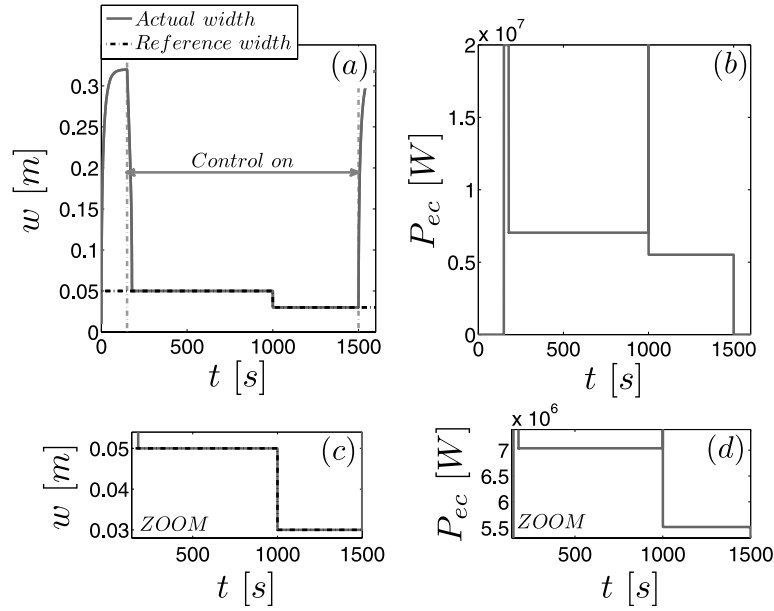 Actual width
Reference width
(a)
w [m]
0.3
0.25
0.2
0.15
0.1
0.05
0
Control on
0 500 1000 1500
t [s]
x 10^7
(b)
P_ec [W]
2
1.5
1
0.5
0
0 500 1000 1500
t [s]
(c)
w [m]
0.05
0.04
0.03
ZOOM
500 1000 1500
t [s]
x 10^6
(d)
P_ec [W]
7
6.5
6
5.5
ZOOM
500 1000 1500
t [s]